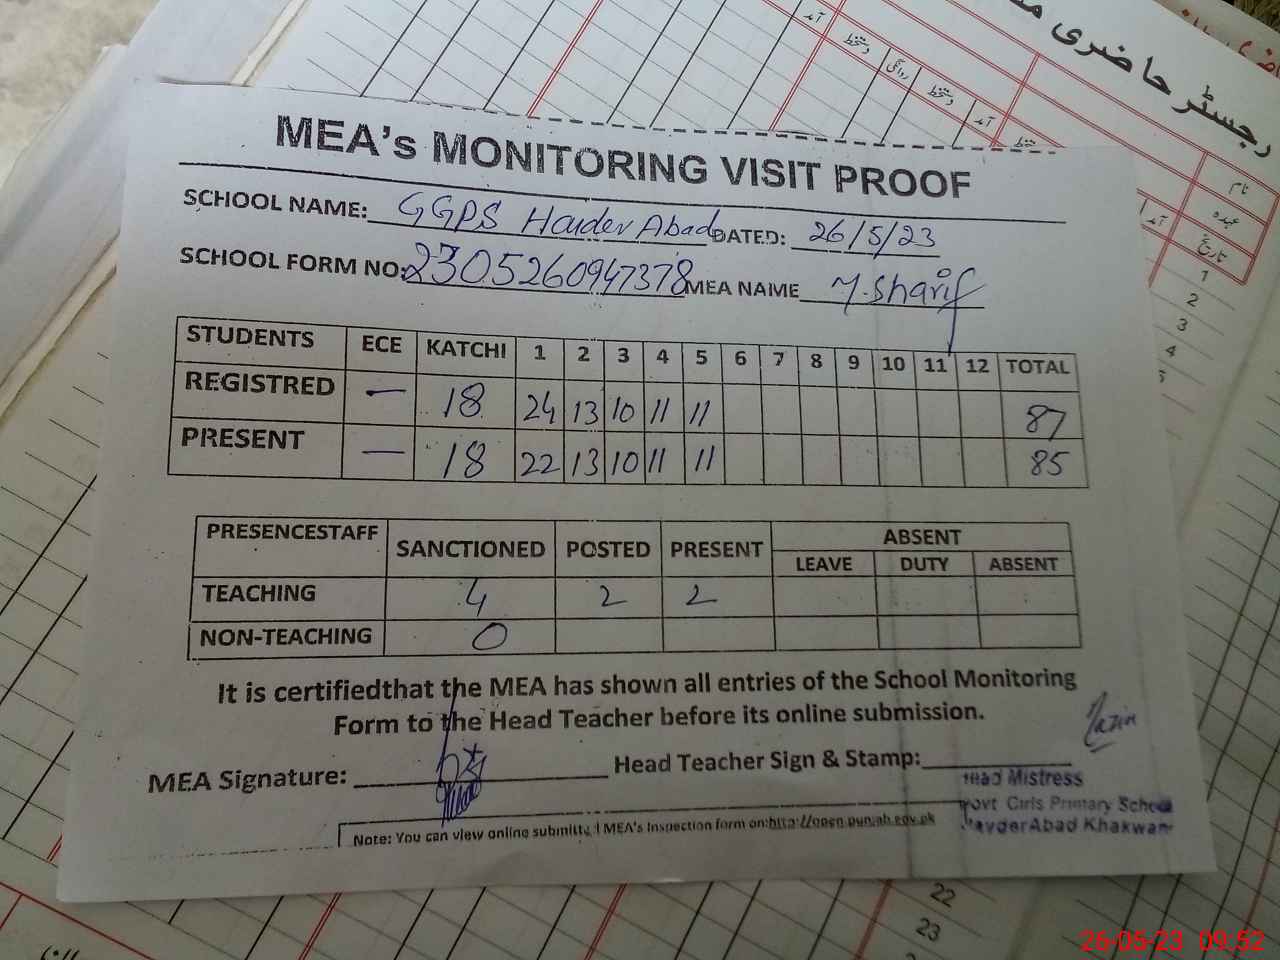 رجسٹر حاضری
نام
عہدہ
تاریخ
آمد
دستخط
روانگی
دستخط
آمد
1
2
3
4
5
MEA's MONITORING VISIT PROOF
SCHOOL NAME: GGPS Haider Abad DATED: 26/5/23
SCHOOL FORM NO: 2305260947378 MEA NAME M. Sharif
STUDENTS ECE KATCHI 1 2 3 4 5 6 7 8 9 10 11 12 TOTAL
REGISTRED — 18 24 13 10 11 11 87
PRESENT — 18 22 13 10 11 11 85
PRESENCESTAFF SANCTIONED POSTED PRESENT ABSENT
LEAVE DUTY ABSENT
TEACHING 4 2 2
NON-TEACHING 0
It is certifiedthat the MEA has shown all entries of the School Monitoring
Form to the Head Teacher before its online submission.
MEA Signature: Head Teacher Sign & Stamp:
Head Mistress
Govt Girls Primary School
HayderAbad Khakwani
Note: You can view online submitted MEA's Inspection form on:http://open.punjab.gov.pk
22
23
26-05-23 09:52